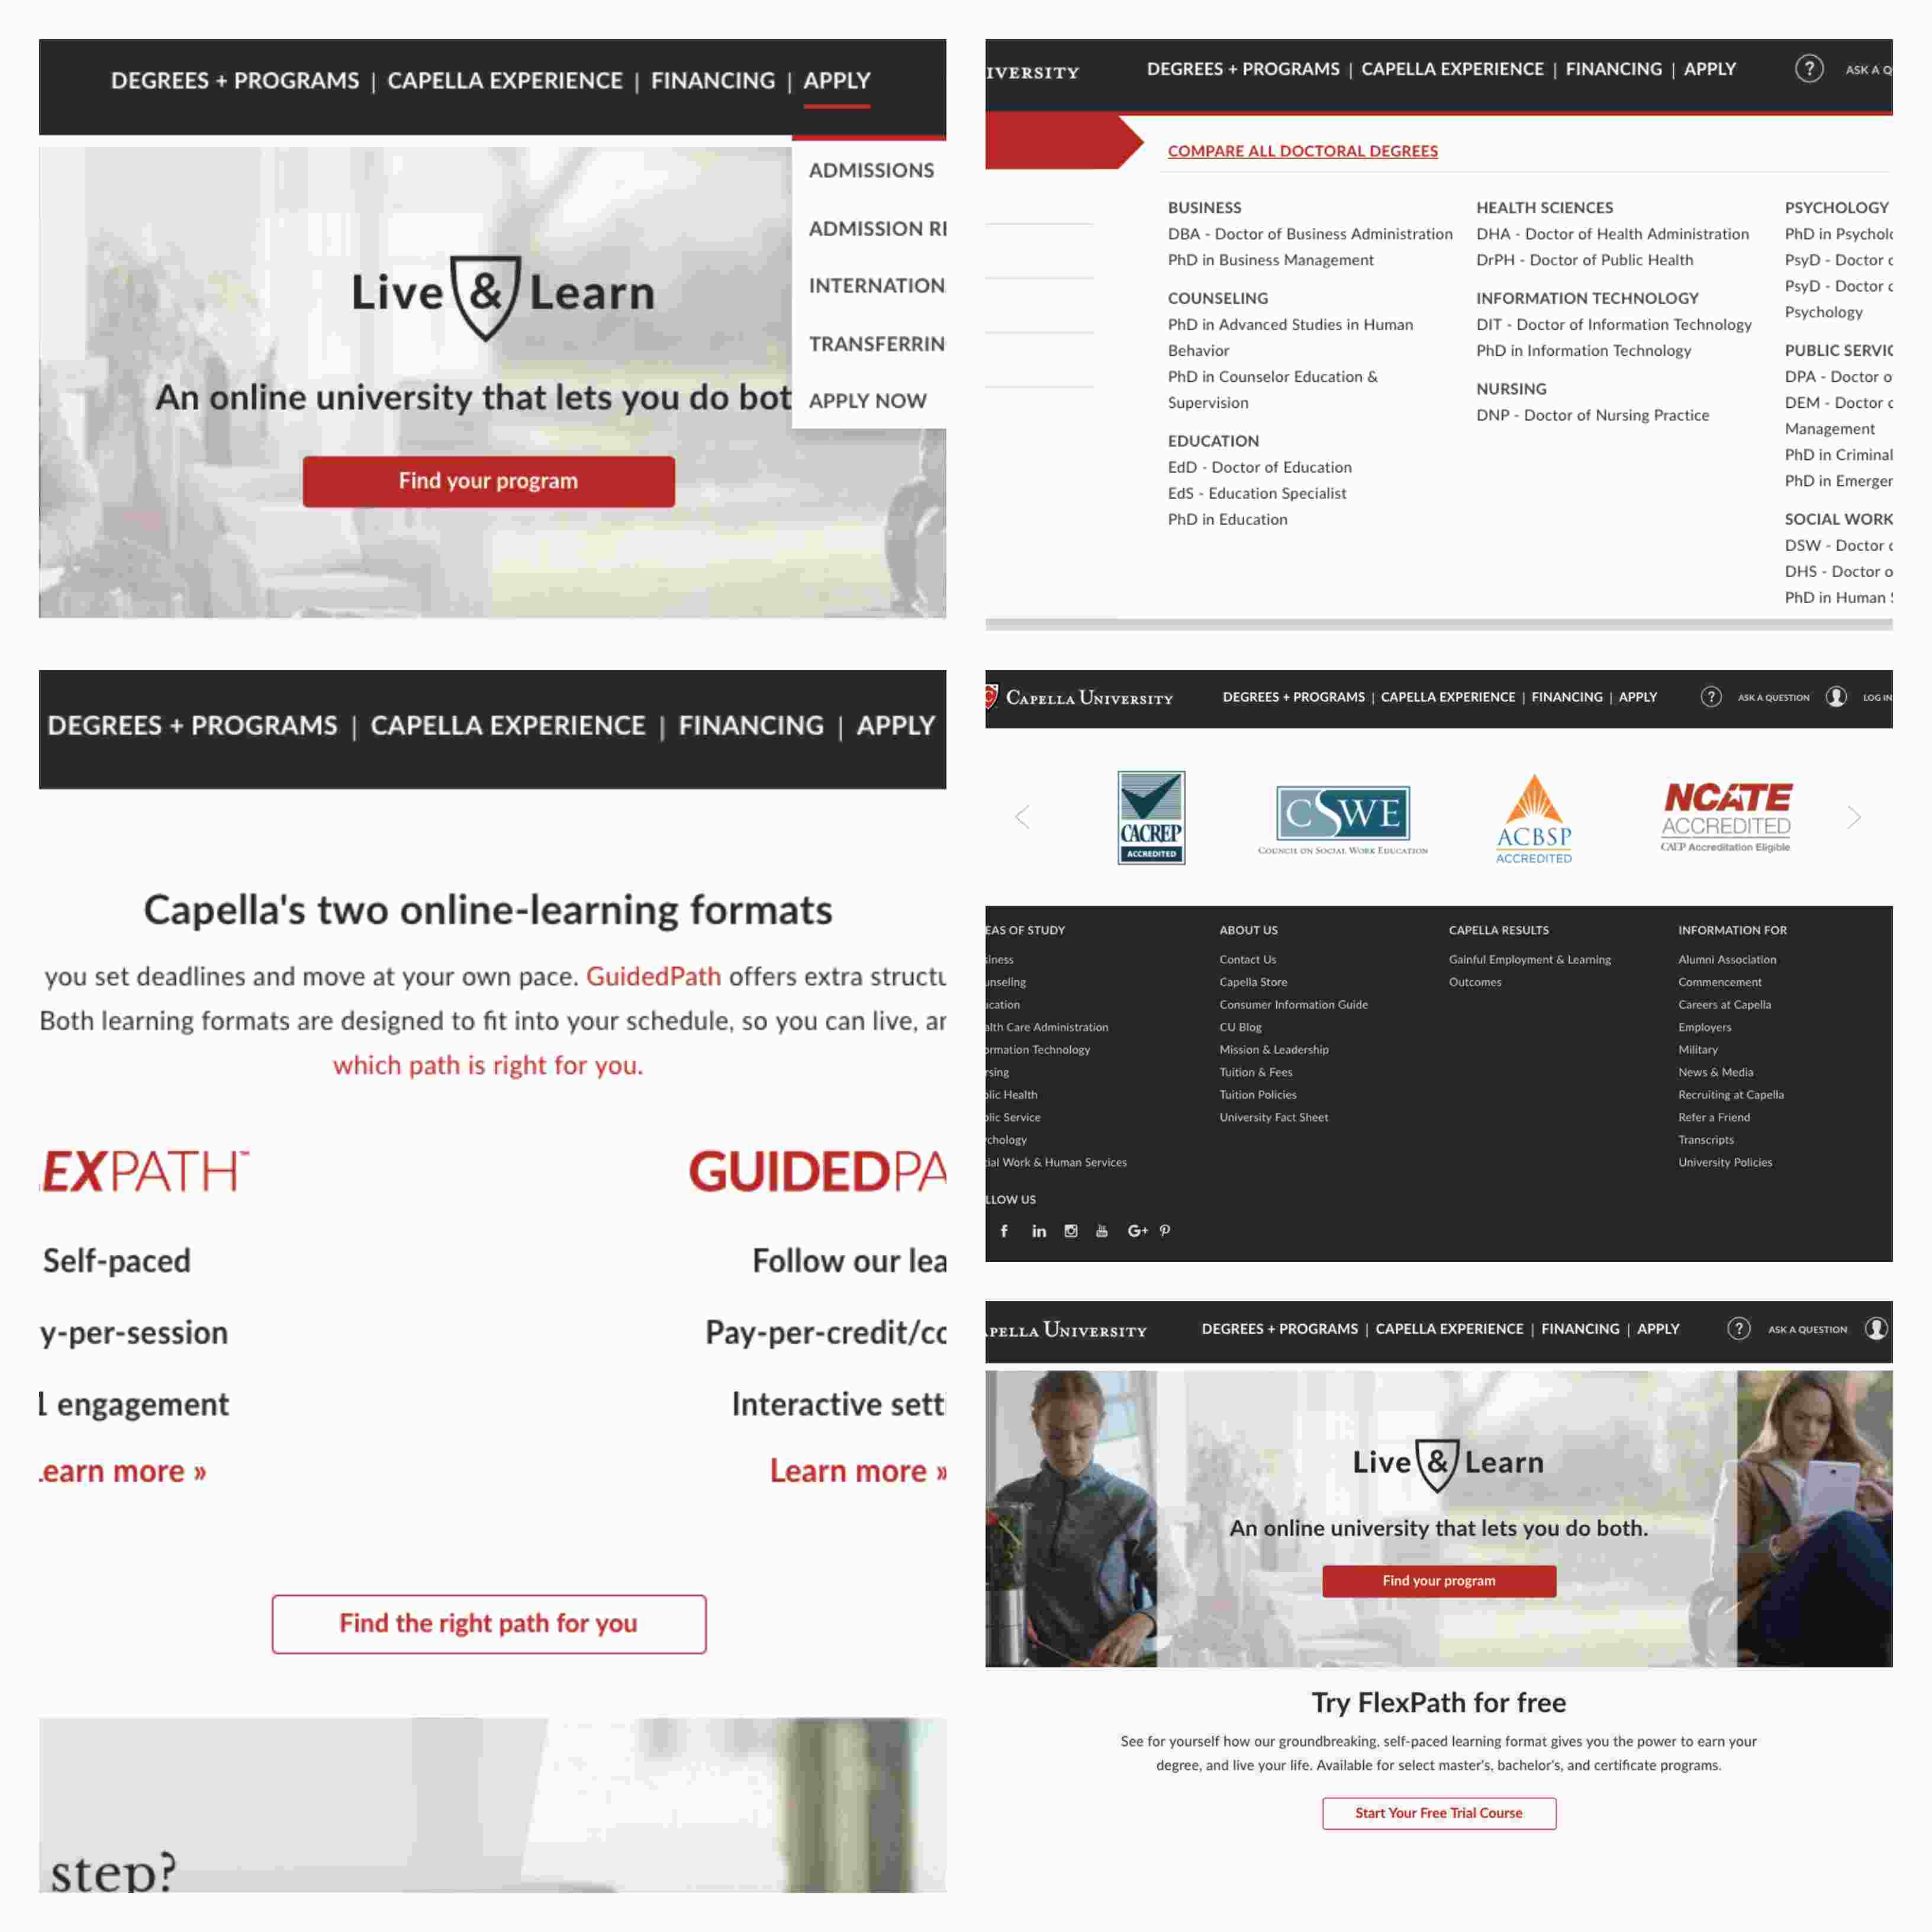 DEGREES + PROGRAMS | CAPELLA EXPERIENCE | FINANCING | APPLY
ADMISSIONS
ADMISSION
INTERNATION
TRANSFERRIN
APPLY NOW
Live & Learn
An online university that lets you do bot
Find your program
IVERSITY
DEGREES + PROGRAMS | CAPELLA EXPERIENCE | FINANCING | APPLY
? ASK A Q
COMPARE ALL DOCTORAL DEGREES
BUSINESS
DBA - Doctor of Business Administration
PhD in Business Management
COUNSELING
PhD in Advanced Studies in Human
Behavior
PhD in Counselor Education &
Supervision
EDUCATION
EdD - Doctor of Education
EdS - Education Specialist
PhD in Education
HEALTH SCIENCES
DHA - Doctor of Health Administration
DrPH - Doctor of Public Health
INFORMATION TECHNOLOGY
DIT - Doctor of Information Technology
PhD in Information Technology
NURSING
DNP - Doctor of Nursing Practice
PSYCHOLOGY
PhD in Psycholo
PsyD - Doctor
PsyD - Doctor
Psychology
PUBLIC SERVIC
DPA - Doctor o
DEM - Doctor
Management
PhD in Criminal
PhD in Emerger
SOCIAL WORK
DSW - Doctor
DHS - Doctor o
PhD in Human
DEGREES + PROGRAMS | CAPELLA EXPERIENCE | FINANCING | APPLY
Capella's two online-learning formats
you set deadlines and move at your own pace. GuidedPath offers extra structu
Both learning formats are designed to fit into your schedule, so you can live, ar
which path is right for you.
EXPATH™
Self-paced
y-per-session
1 engagement
earn more »
GUIDEDPA
Follow our lea
Pay-per-credit/cc
Interactive sett
Learn more »
Find the right path for you
step?
C CAPELLA UNIVERSITY
DEGREES + PROGRAMS | CAPELLA EXPERIENCE | FINANCING | APPLY
? ASK A QUESTION LOG IN
CACREP
ACCREDITED
CSWE
COUNCIL ON SOCIAL WORK EDUCATION
ACBSP
ACCREDITED
NCATE
ACCREDITED
CAEP Accreditation Eligible
EAS OF STUDY
siness
unseling
ucation
alth Care Administration
ormation Technology
rsing
blic Health
blic Service
chology
cial Work & Human Services
LLOW US
f in You G+
ABOUT US
Contact Us
Capella Store
Consumer Information Guide
CU Blog
Mission & Leadership
Tuition & Fees
Tuition Policies
University Fact Sheet
CAPELLA RESULTS
Gainful Employment & Learning
Outcomes
INFORMATION FOR
Alumni Association
Commencement
Careers at Capella
Employers
Military
News & Media
Recruiting at Capella
Refer a Friend
Transcripts
University Policies
APELLA UNIVERSITY
DEGREES + PROGRAMS | CAPELLA EXPERIENCE | FINANCING | APPLY
? ASK A QUESTION
Live & Learn
An online university that lets you do both.
Find your program
Try FlexPath for free
See for yourself how our groundbreaking, self-paced learning format gives you the power to earn your
degree, and live your life. Available for select master's, bachelor's, and certificate programs.
Start Your Free Trial Course